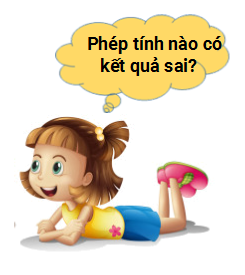 Phép tính nào có
kết quả sai?